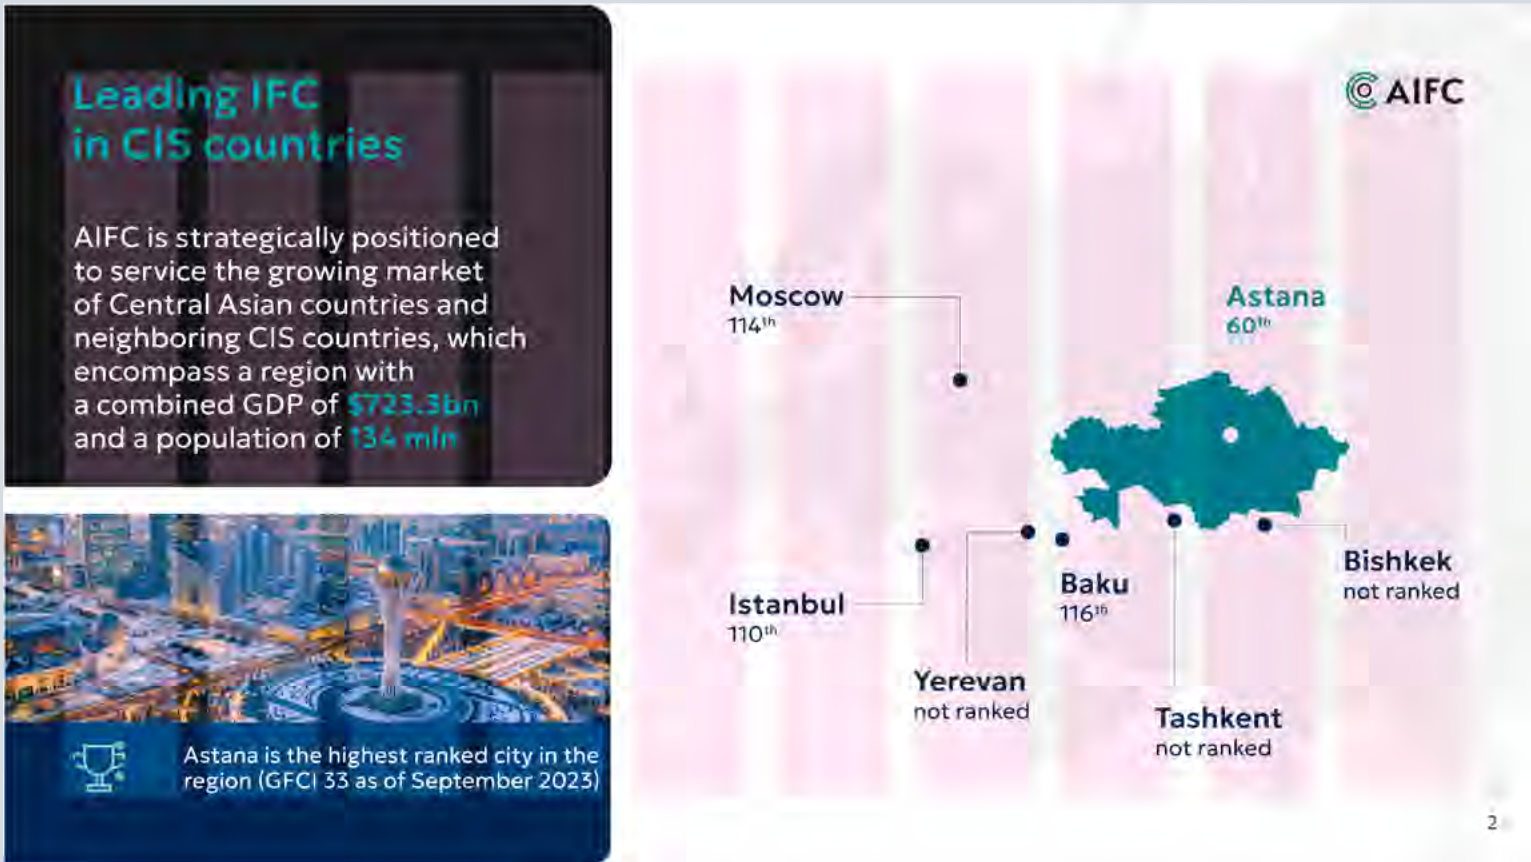 Leading IFC
in CIS countries
AIFC is strategically positioned
to service the growing market
of Central Asian countries and
neighboring CIS countries, which
encompass a region with
a combined GDP of $723.3bn
and a population of 134 mln
Astana is the highest ranked city in the
region (GFCI 33 as of September 2023)
AIFC
Moscow
114th
Astana
60th
Istanbul
110th
Yerevan
not ranked
Baku
116th
Tashkent
not ranked
Bishkek
not ranked
2